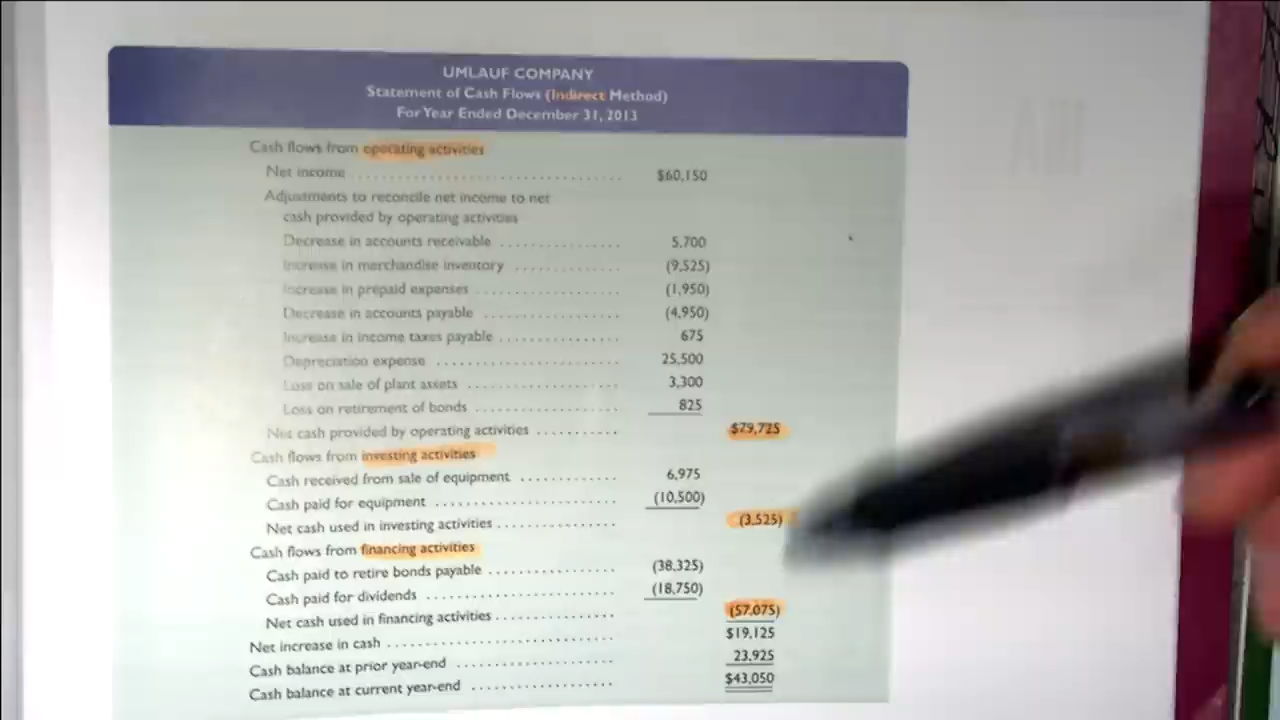 UMLAUF COMPANY
Statement of Cash Flows (Indirect Method)
For Year Ended December 31, 2013
Cash flows from operating activities
Net income ........................................ $60,150
Adjustments to reconcile net income to net
cash provided by operating activities
Decrease in accounts receivable ................. 5,700
Increase in merchandise inventory ............... (9,525)
Increase in prepaid expenses .................... (1,950)
Decrease in accounts payable .................... (4,950)
Increase in income taxes payable ................ 675
Depreciation expense ............................ 25,500
Loss on sale of plant assets .................... 3,300
Loss on retirement of bonds ..................... 825
Net cash provided by operating activities ........... $79,725
Cash flows from investing activities
Cash received from sale of equipment ............. 6,975
Cash paid for equipment .......................... (10,500)
Net cash used in investing activities ............... (3,525)
Cash flows from financing activities
Cash paid to retire bonds payable ................. (38,325)
Cash paid for dividends ........................... (18,750)
Net cash used in financing activities ............... (57,075)
Net increase in cash ................................ $19,125
Cash balance at prior year-end ...................... 23,925
Cash balance at current year-end .................... $43,050